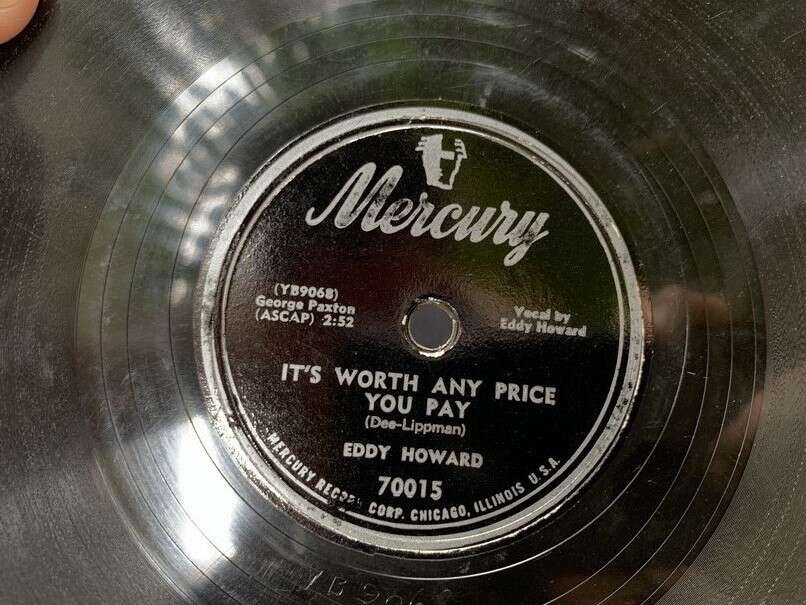 Mercury
(YB9068)
George Paxton
(ASCAP) 2:52
Vocal by
Eddy Howard
IT'S WORTH ANY PRICE
YOU PAY
(Dee-Lippman)
EDDY HOWARD
70015
MERCURY RECORD CORP. CHICAGO, ILLINOIS U.S.A.